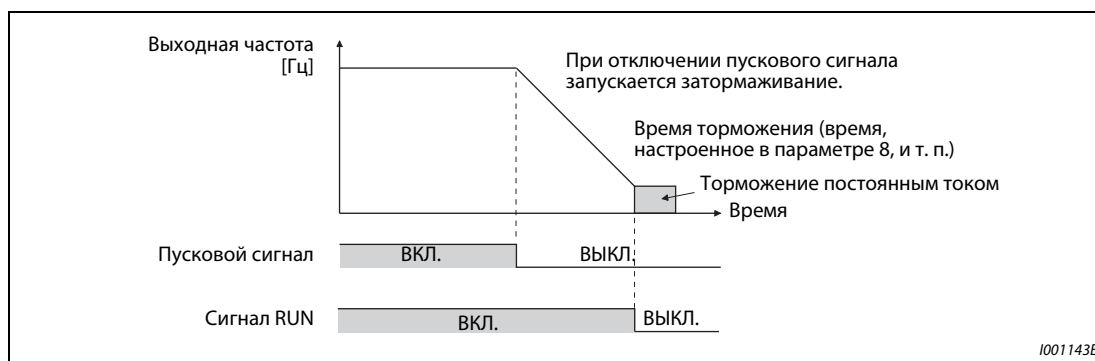 Выходная частота
[Гц]
При отключении пускового сигнала
запускается затормаживание.
Время торможения (время,
настроенное в параметре 8, и т. п.)
Торможение постоянным током
Время
Пусковой сигнал
ВКЛ.
ВЫКЛ.
Сигнал RUN
ВКЛ.
ВЫКЛ.
I001143E